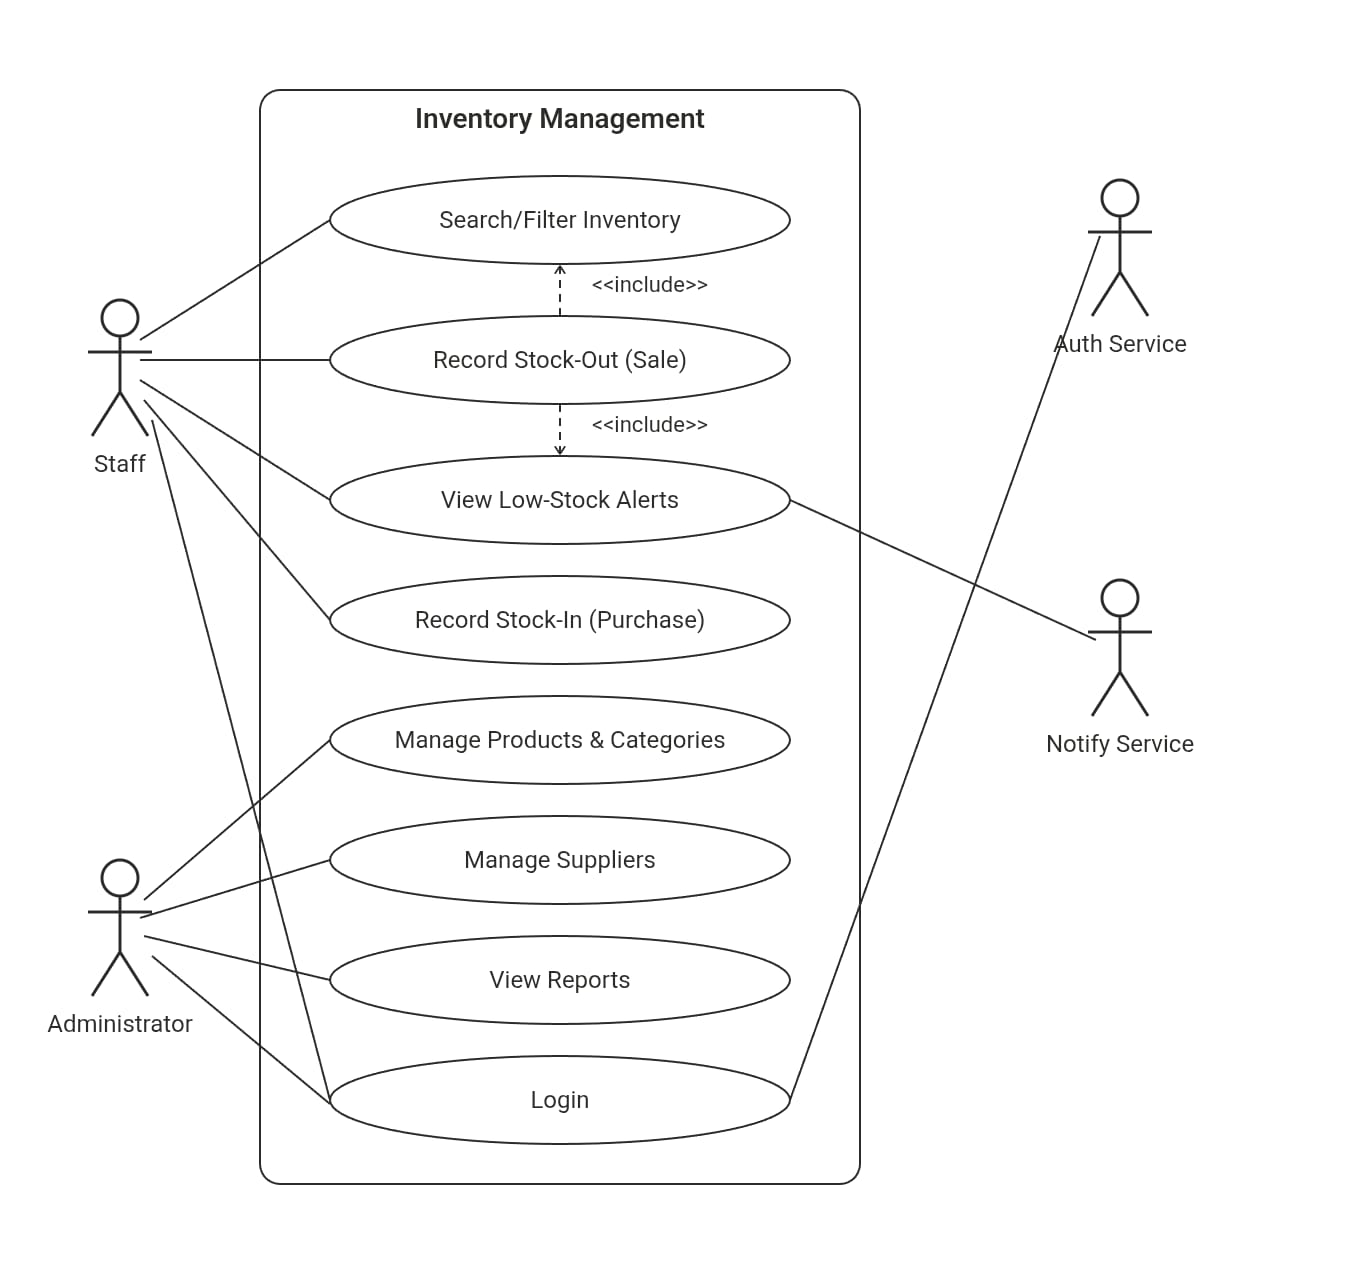 Inventory Management
Search/Filter Inventory
<<include>>
Record Stock-Out (Sale)
<<include>>
View Low-Stock Alerts
Record Stock-In (Purchase)
Manage Products & Categories
Manage Suppliers
View Reports
Login
Staff
Administrator
Auth Service
Notify Service